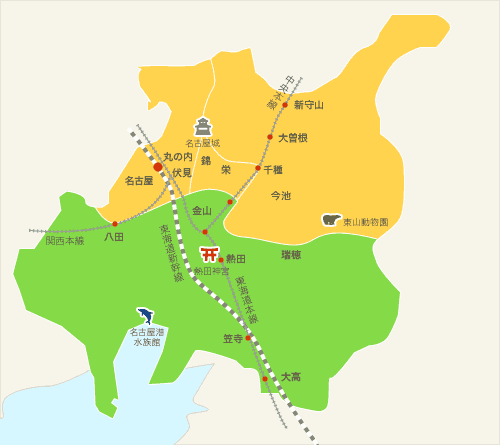 中央本線
新守山
大曽根
名古屋城
丸の内
錦
伏見
栄
千種
名古屋
今池
金山
東山動物園
八田
関西本線
瑞穂
熱田
熱田神宮
東海道新幹線
東海道本線
名古屋港
水族館
笠寺
大高